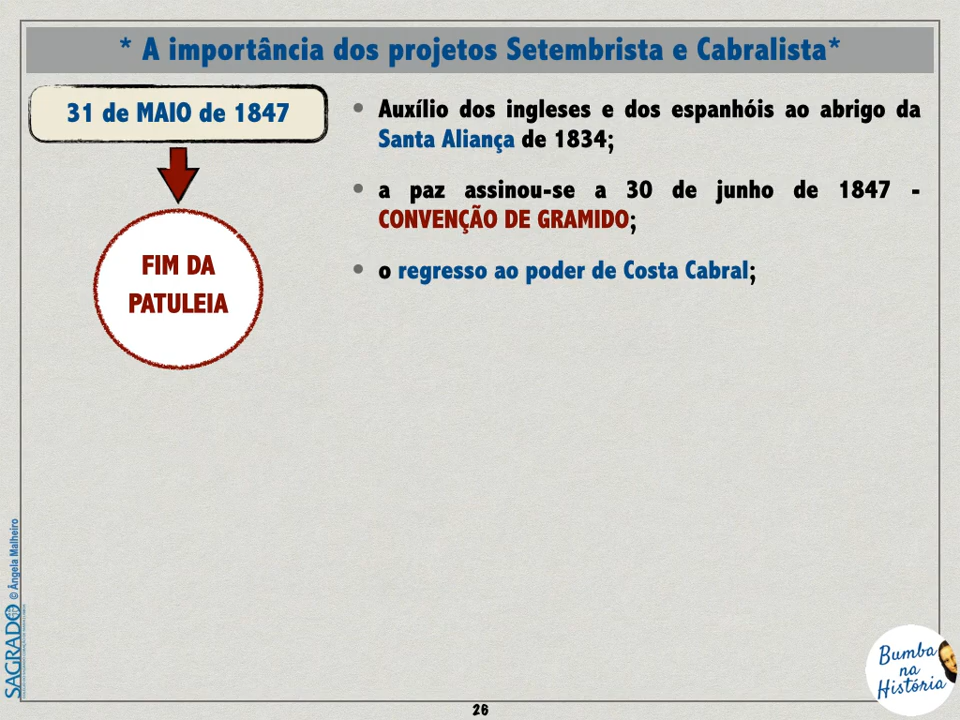 * A importância dos projetos Setembrista e Cabralista*
31 de MAIO de 1847
FIM DA
PATULEIA
• Auxílio dos ingleses e dos espanhóis ao abrigo da
Santa Aliança de 1834;
• a paz assinou-se a 30 de junho de 1847 -
CONVENÇÃO DE GRAMIDO;
• o regresso ao poder de Costa Cabral;
SAGRADO
© Ângela Malheiro
Bumba
na
História
26